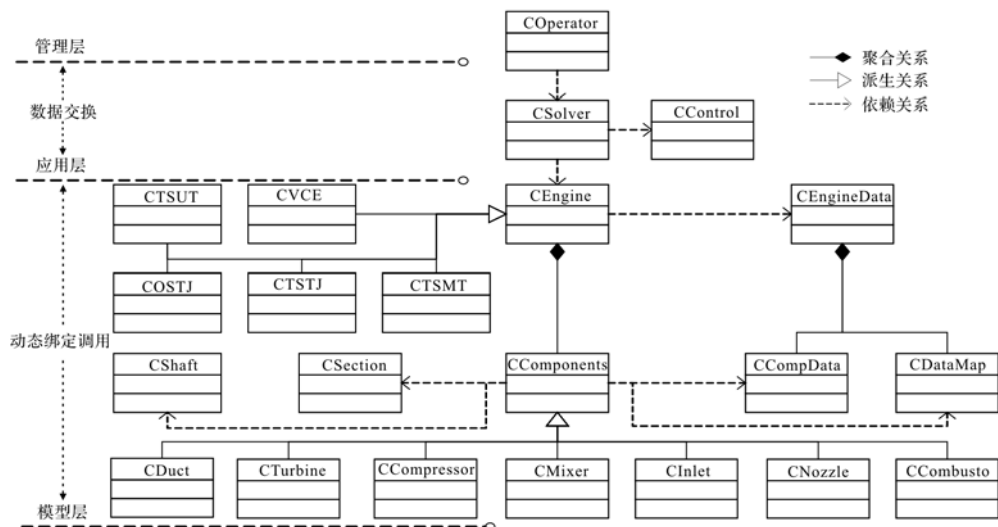 COperator
管理层
聚合关系
派生关系
数据交换
CSolver
CControl
依赖关系
应用层
CTSUT
CVCE
CEngine
CEngineData
COSTJ
CTSTJ
CTSMT
动态绑定调用
CShaft
CSection
CComponents
CCompData
CDataMap
CDuct
CTurbine
CCompressor
CMixer
CInlet
CNozzle
CCombusto
模型层